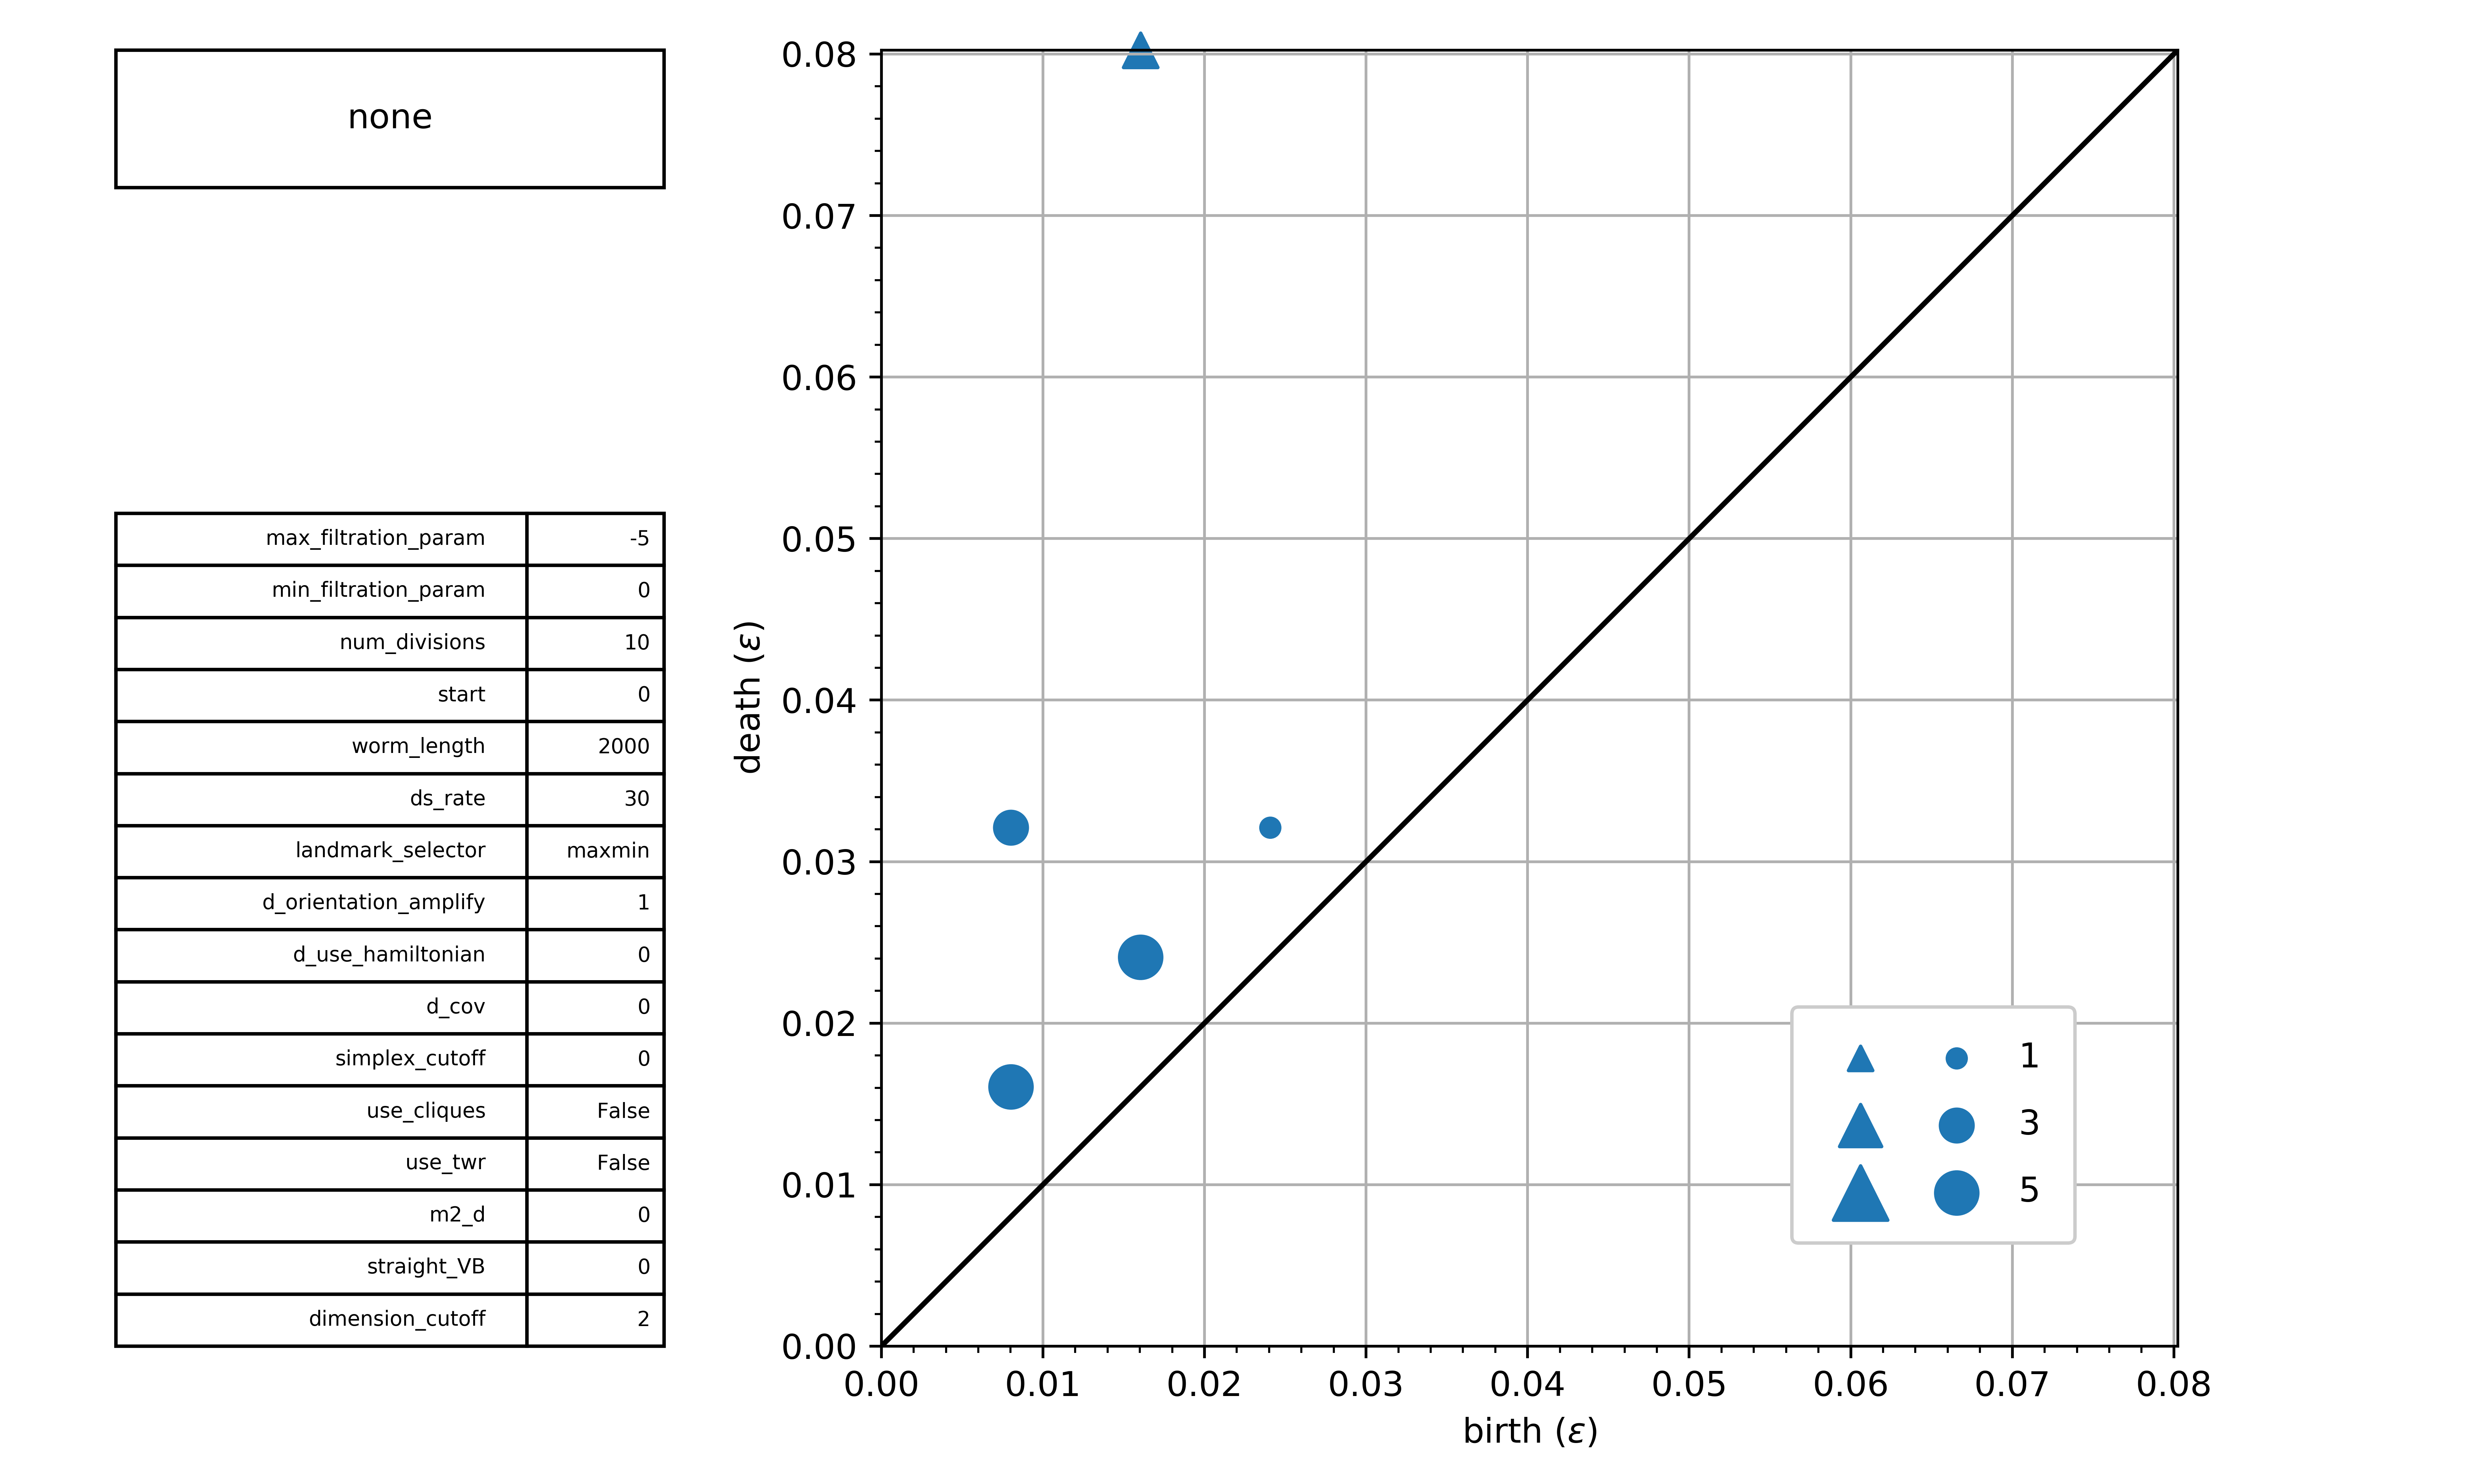 none
max_filtration_param -5
min_filtration_param 0
num_divisions 10
start 0
worm_length 2000
ds_rate 30
landmark_selector maxmin
d_orientation_amplify 1
d_use_hamiltonian 0
d_cov 0
simplex_cutoff 0
use_cliques False
use_twr False
m2_d 0
straight_VB 0
dimension_cutoff 2
death (ε)
0.08
0.07
0.06
0.05
0.04
0.03
0.02
0.01
0.00
0.00 0.01 0.02 0.03 0.04 0.05 0.06 0.07 0.08
birth (ε)
1
3
5